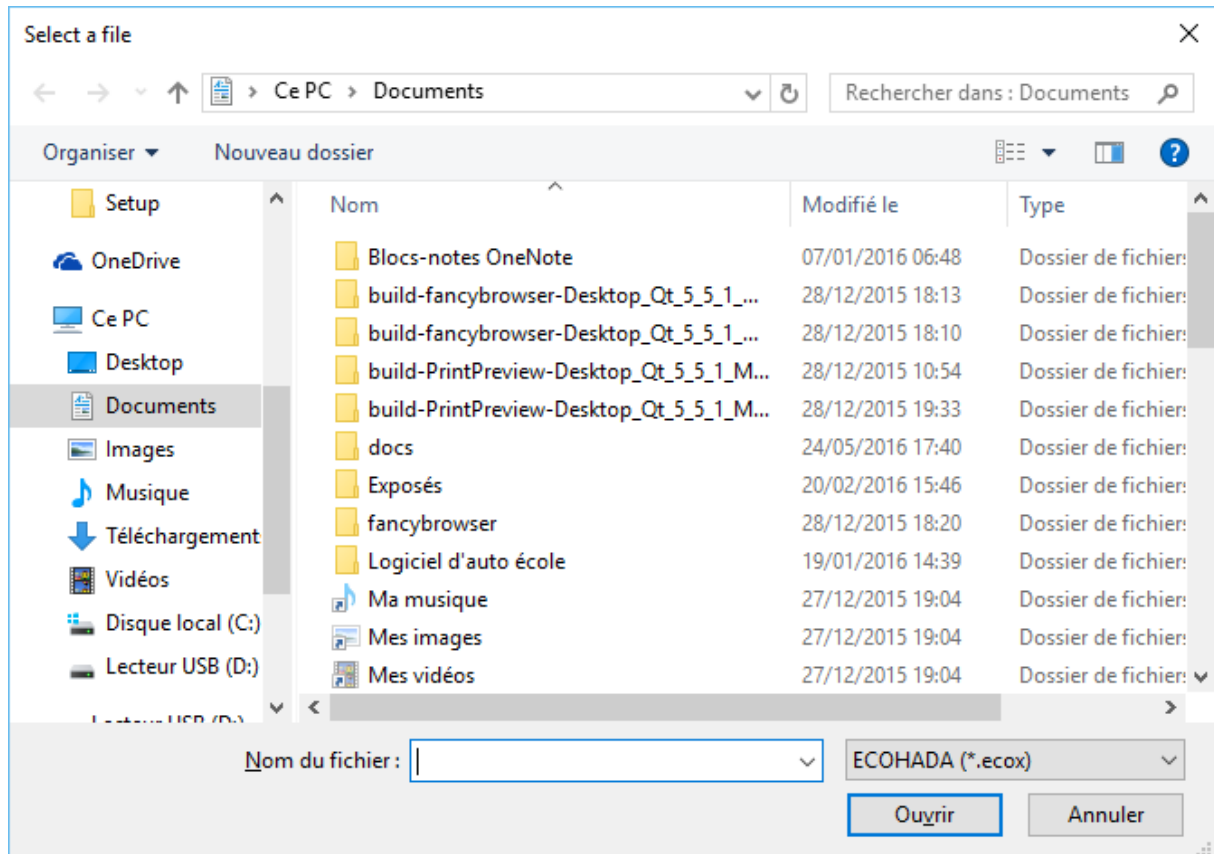 Select a file
Ce PC > Documents
Rechercher dans : Documents
Organiser
Nouveau dossier
Setup
OneDrive
Ce PC
Desktop
Documents
Images
Musique
Téléchargement
Vidéos
Disque local (C:)
Lecteur USB (D:)
Lecteur USB (D:)
Nom Modifié le Type
Blocs-notes OneNote 07/01/2016 06:48 Dossier de fichiers
build-fancybrowser-Desktop_Qt_5_5_1_... 28/12/2015 18:13 Dossier de fichiers
build-fancybrowser-Desktop_Qt_5_5_1_... 28/12/2015 18:10 Dossier de fichiers
build-PrintPreview-Desktop_Qt_5_5_1_M... 28/12/2015 10:54 Dossier de fichiers
build-PrintPreview-Desktop_Qt_5_5_1_M... 28/12/2015 19:33 Dossier de fichiers
docs 24/05/2016 17:40 Dossier de fichiers
Exposés 20/02/2016 15:46 Dossier de fichiers
fancybrowser 28/12/2015 18:20 Dossier de fichiers
Logiciel d'auto école 19/01/2016 14:39 Dossier de fichiers
Ma musique 27/12/2015 19:04 Dossier de fichiers
Mes images 27/12/2015 19:04 Dossier de fichiers
Mes vidéos 27/12/2015 19:04 Dossier de fichiers
Nom du fichier :
ECOHADA (*.ecox)
Ouvrir
Annuler